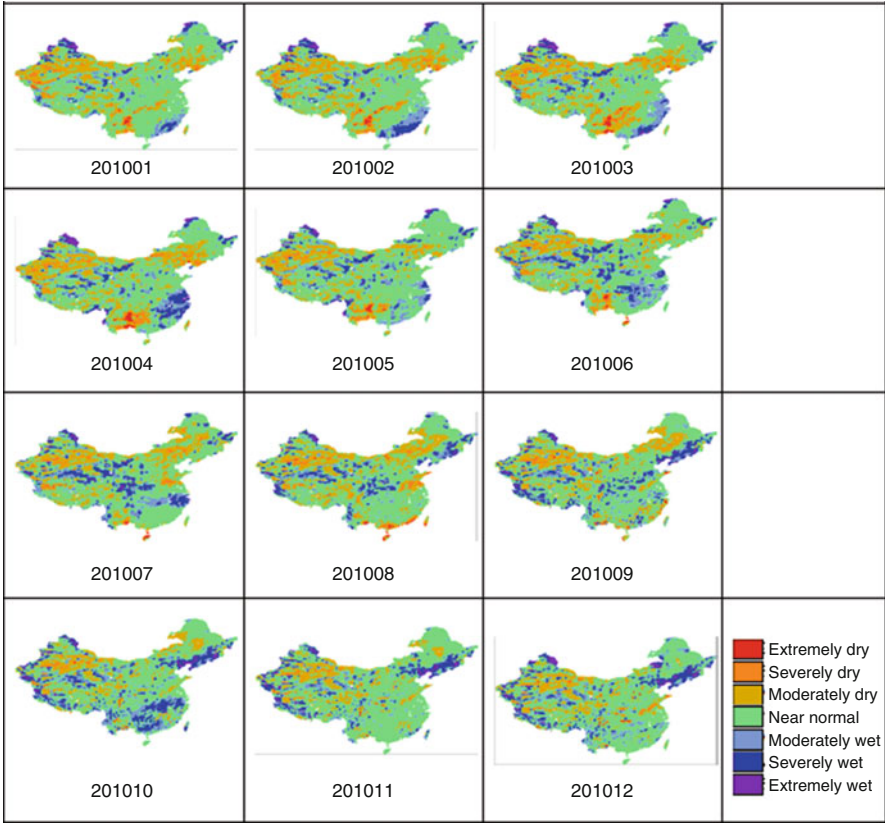 201001
201002
201003
201004
201005
201006
201007
201008
201009
201010
201011
201012
Extremely dry
Severely dry
Moderately dry
Near normal
Moderately wet
Severely wet
Extremely wet